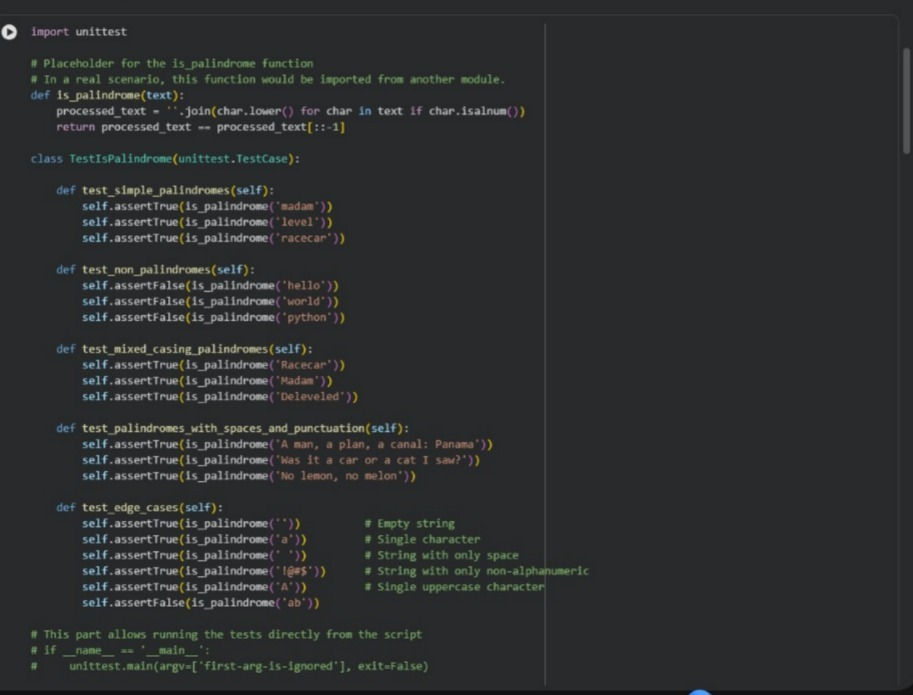 import unittest
# Placeholder for the is_palindrome function
# In a real scenario, this function would be imported from another module.
def is_palindrome(text):
    processed_text = ''.join(char.lower() for char in text if char.isalnum())
    return processed_text == processed_text[::-1]
class TestIsPalindrome(unittest.TestCase):
    def test_simple_palindromes(self):
        self.assertTrue(is_palindrome('madam'))
        self.assertTrue(is_palindrome('level'))
        self.assertTrue(is_palindrome('racecar'))
    def test_non_palindromes(self):
        self.assertFalse(is_palindrome('hello'))
        self.assertFalse(is_palindrome('world'))
        self.assertFalse(is_palindrome('python'))
    def test_mixed_casing_palindromes(self):
        self.assertTrue(is_palindrome('Racecar'))
        self.assertTrue(is_palindrome('Madam'))
        self.assertTrue(is_palindrome('Deleveled'))
    def test_palindromes_with_spaces_and_punctuation(self):
        self.assertTrue(is_palindrome('A man, a plan, a canal: Panama'))
        self.assertTrue(is_palindrome('Was it a car or a cat I saw?'))
        self.assertTrue(is_palindrome('No lemon, no melon'))
    def test_edge_cases(self):
        self.assertTrue(is_palindrome(''))          # Empty string
        self.assertTrue(is_palindrome('a'))         # Single character
        self.assertTrue(is_palindrome(' '))         # String with only space
        self.assertTrue(is_palindrome('!@#$'))      # String with only non-alphanumeric
        self.assertTrue(is_palindrome('A'))         # Single uppercase character
        self.assertFalse(is_palindrome('ab'))
# This part allows running the tests directly from the script
# if __name__ == '__main__':
#     unittest.main(argv=['first-arg-is-ignored'], exit=False)